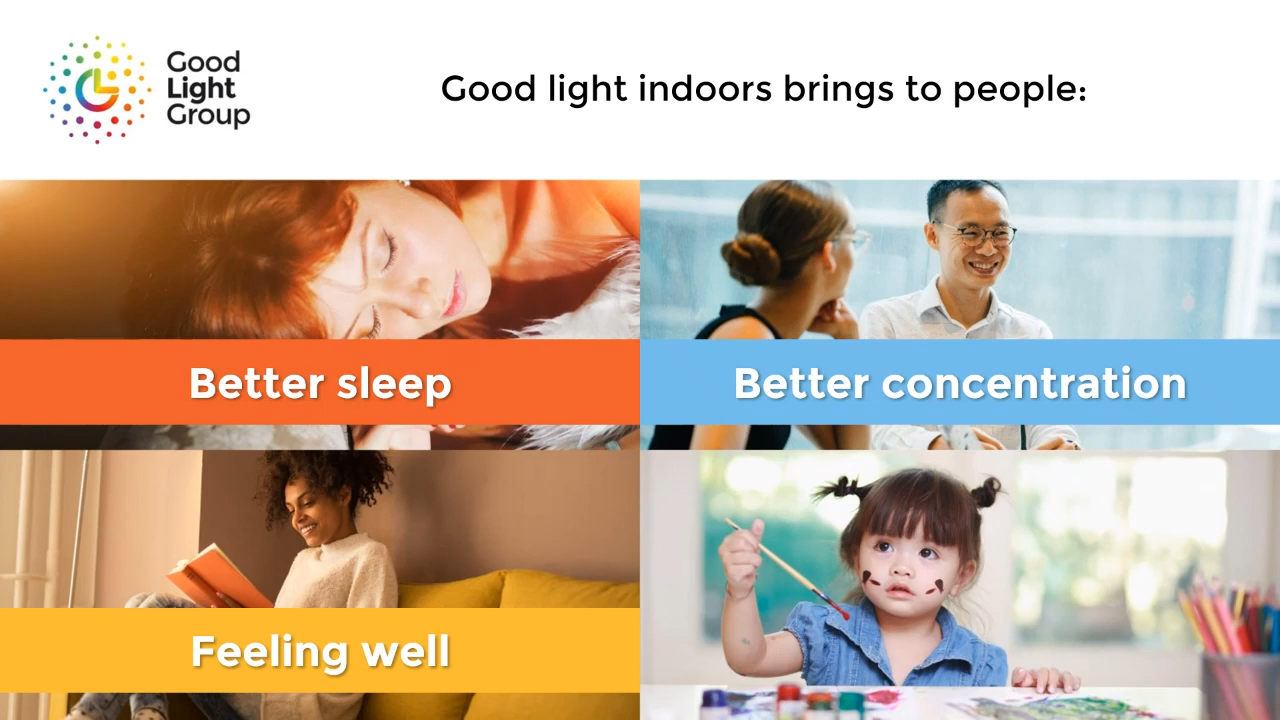 Good
Light
Group
Good light indoors brings to people:
Better sleep
Better concentration
Feeling well